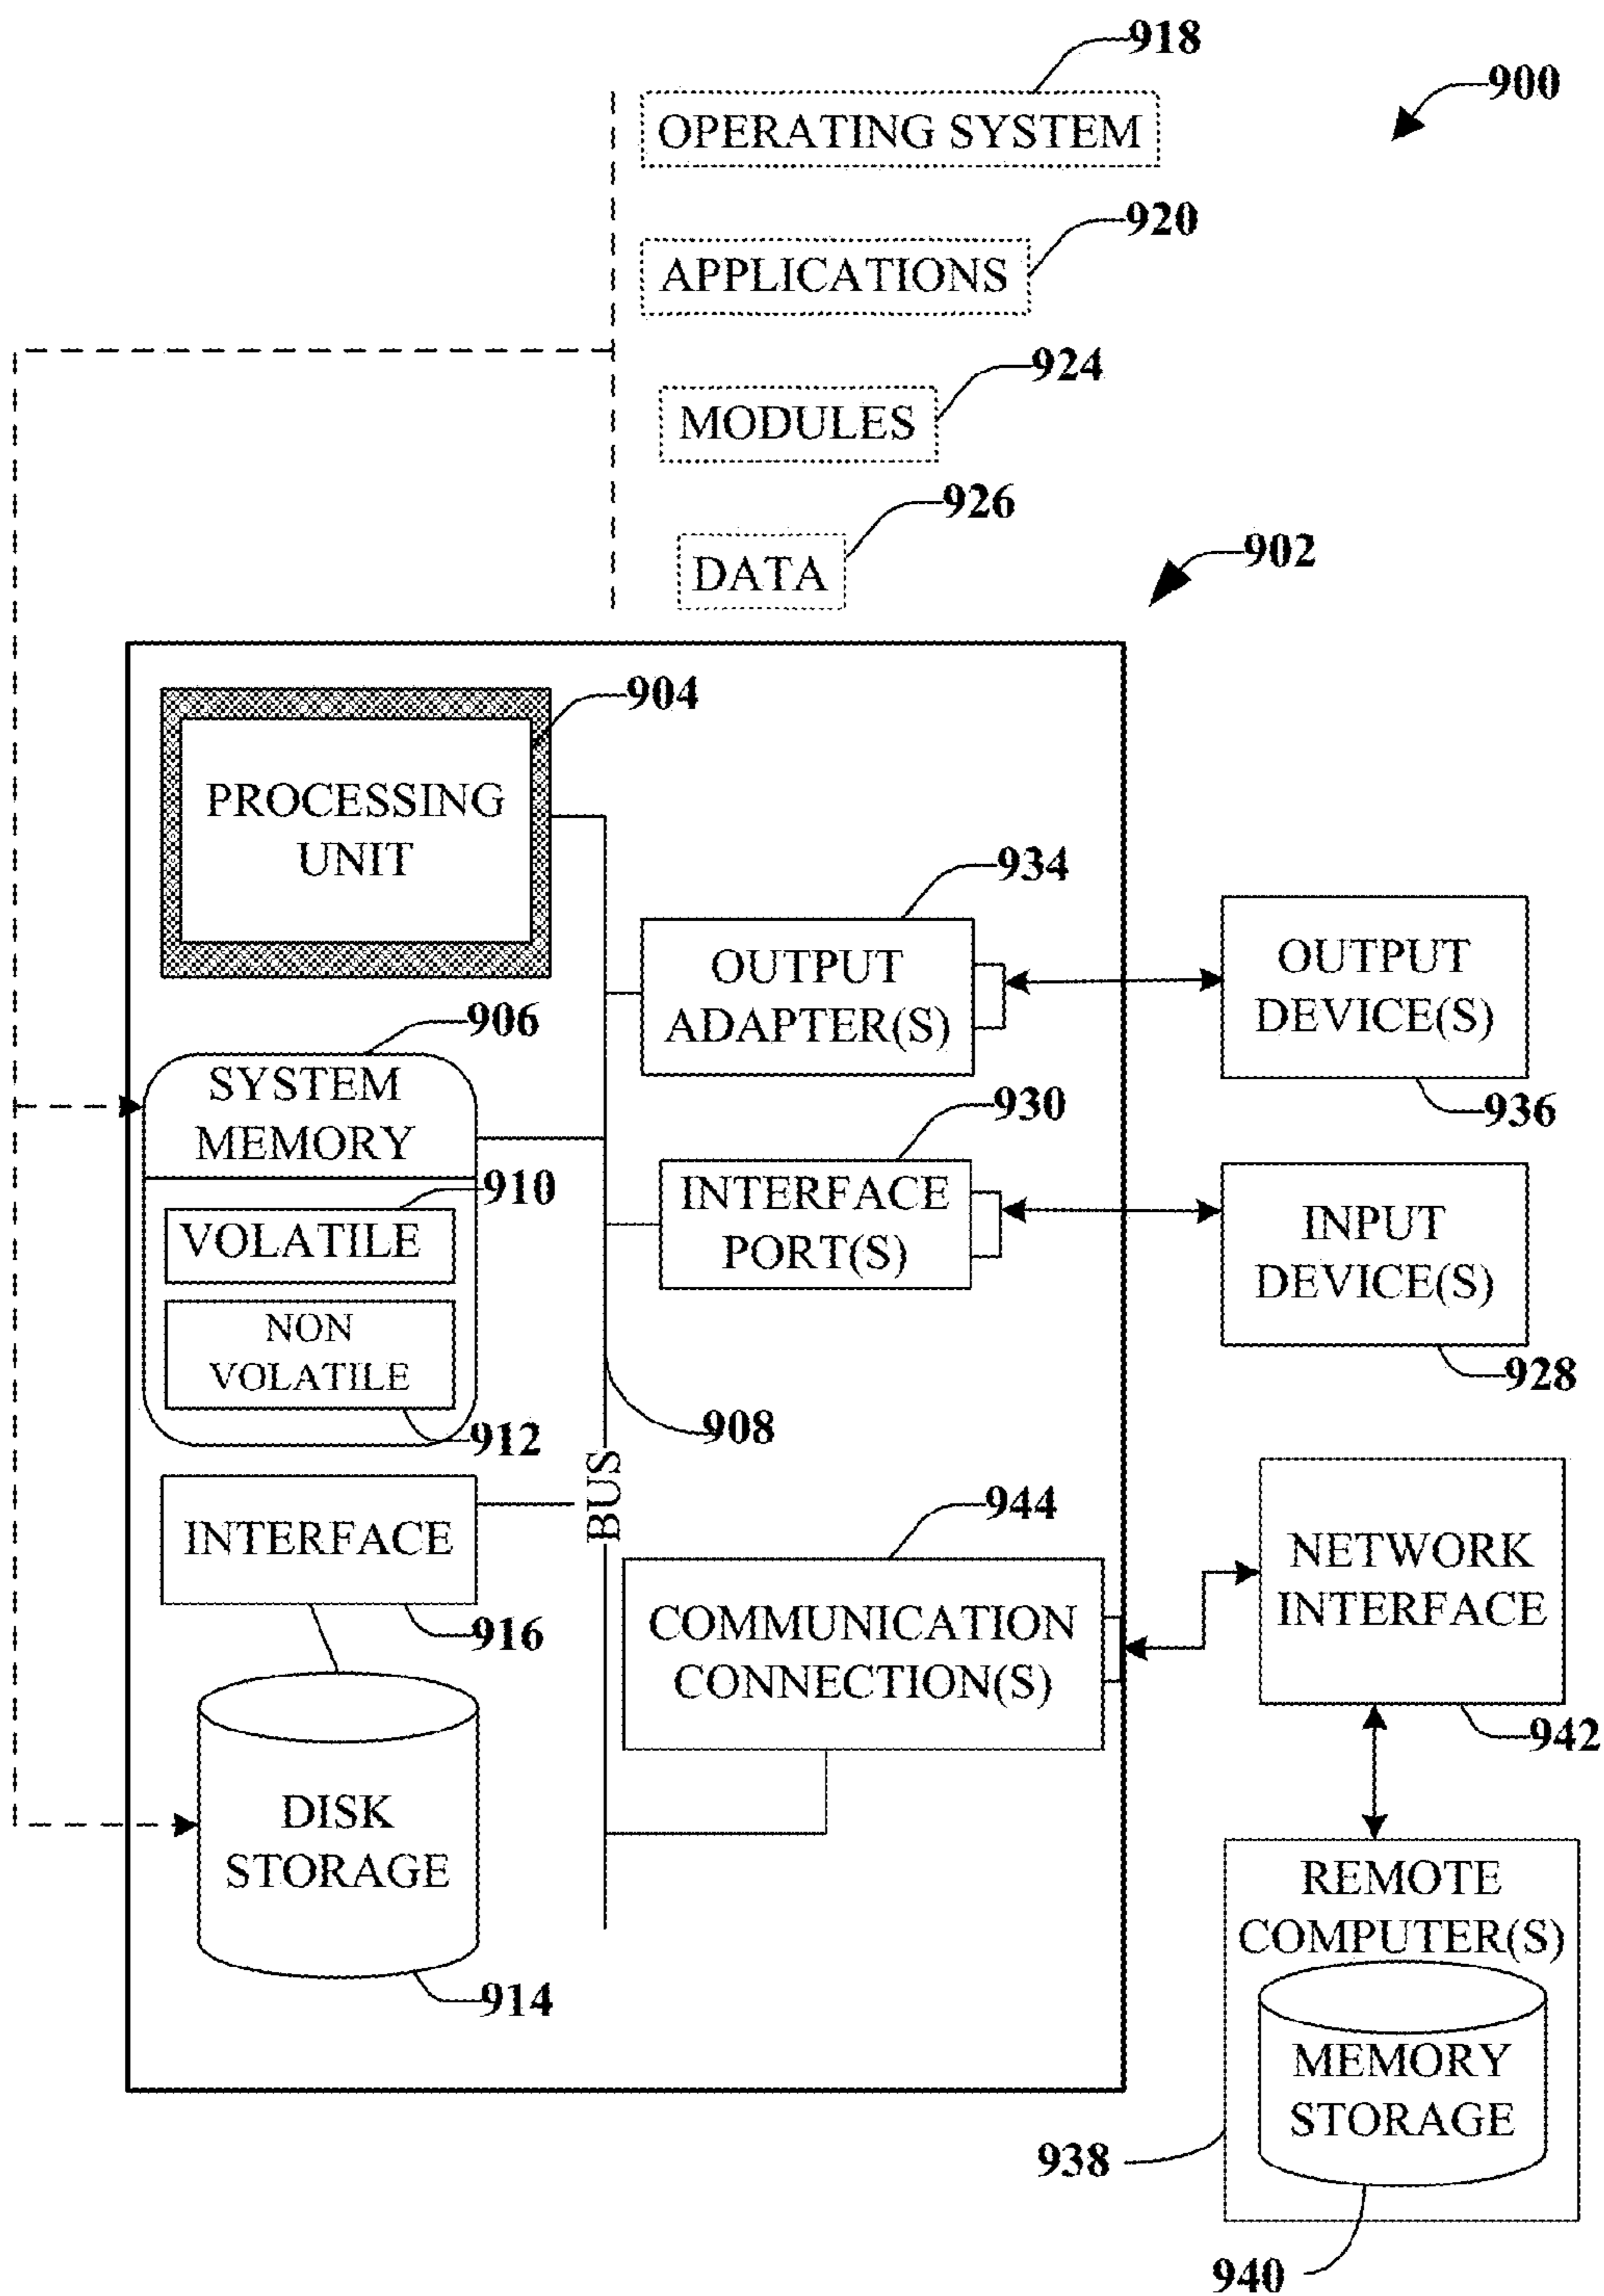 918
900
OPERATING SYSTEM
920
APPLICATIONS
924
MODULES
926
DATA
902
904
PROCESSING
UNIT
934
OUTPUT
ADAPTER(S)
OUTPUT
DEVICE(S)
936
906
SYSTEM
MEMORY
910
VOLATILE
NON
VOLATILE
912
930
INTERFACE
PORT(S)
INPUT
DEVICE(S)
928
908
BUS
INTERFACE
916
944
COMMUNICATION
CONNECTION(S)
NETWORK
INTERFACE
942
DISK
STORAGE
914
REMOTE
COMPUTER(S)
MEMORY
STORAGE
938
940